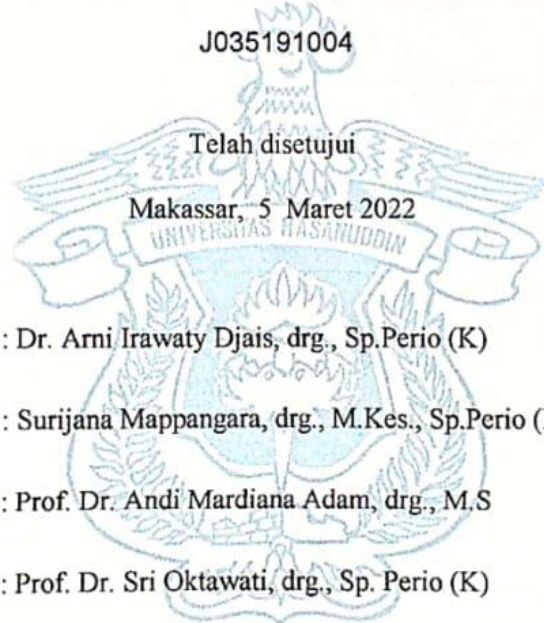 J035191004
Telah disetujui
Makassar, 5 Maret 2022
UNIVERSITAS HASANUDDIN
: Dr. Arni Irawaty Djais, drg., Sp.Perio (K)
: Surijana Mappangara, drg., M.Kes., Sp.Perio (
: Prof. Dr. Andi Mardiana Adam, drg., M.S
: Prof. Dr. Sri Oktawati, drg., Sp. Perio (K)